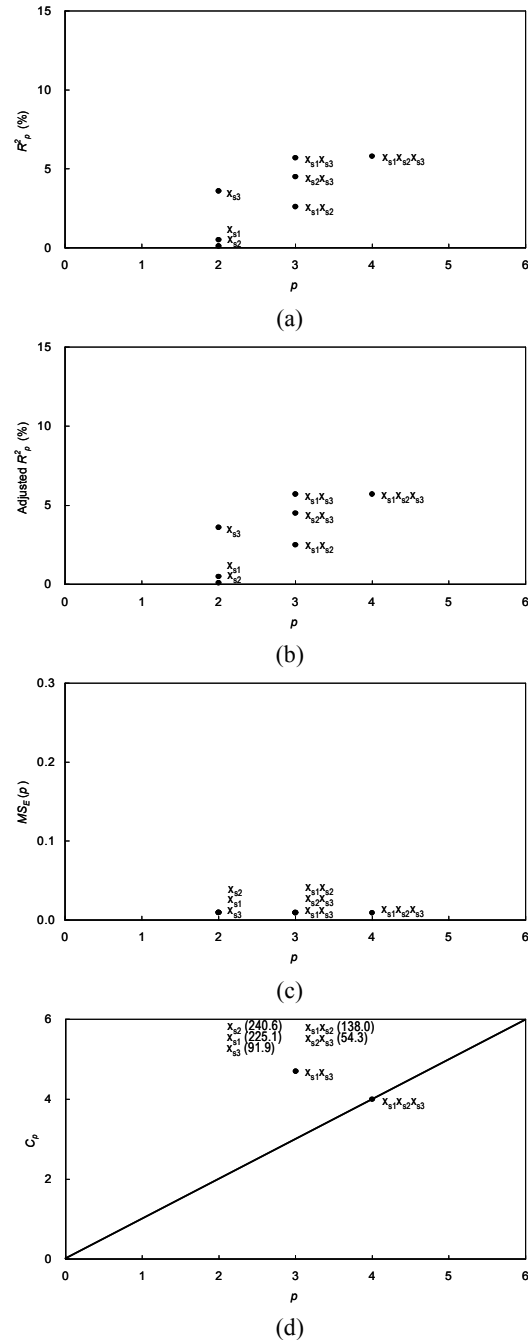 15
10
5
0
R²ₚ (%)
xs3
xs1
xs2
xs1xs3
xs2xs3
xs1xs2
xs1xs2xs3
0 1 2 3 4 5 6
p
(a)
15
10
5
0
Adjusted R²ₚ (%)
xs3
xs1
xs2
xs1xs3
xs2xs3
xs1xs2
xs1xs2xs3
0 1 2 3 4 5 6
p
(b)
0.3
0.2
0.1
0.0
MSE(p)
xs2
xs1
xs3
xs1xs2
xs2xs3
xs1xs3
xs1xs2xs3
0 1 2 3 4 5 6
p
(c)
6
4
2
0
Cₚ
xs2 (240.6)
xs1 (225.1)
xs3 (91.9)
xs1xs2 (138.0)
xs2xs3 (54.3)
xs1xs3
xs1xs2xs3
0 1 2 3 4 5 6
p
(d)